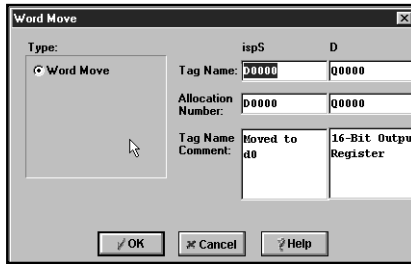 Word Move
Type:
ispS D
Word Move
Tag Name: D0000 Q0000
Allocation Number: D0000 Q0000
Tag Name Comment: Moved to d0 16-Bit Outpu Register
OK Cancel Help